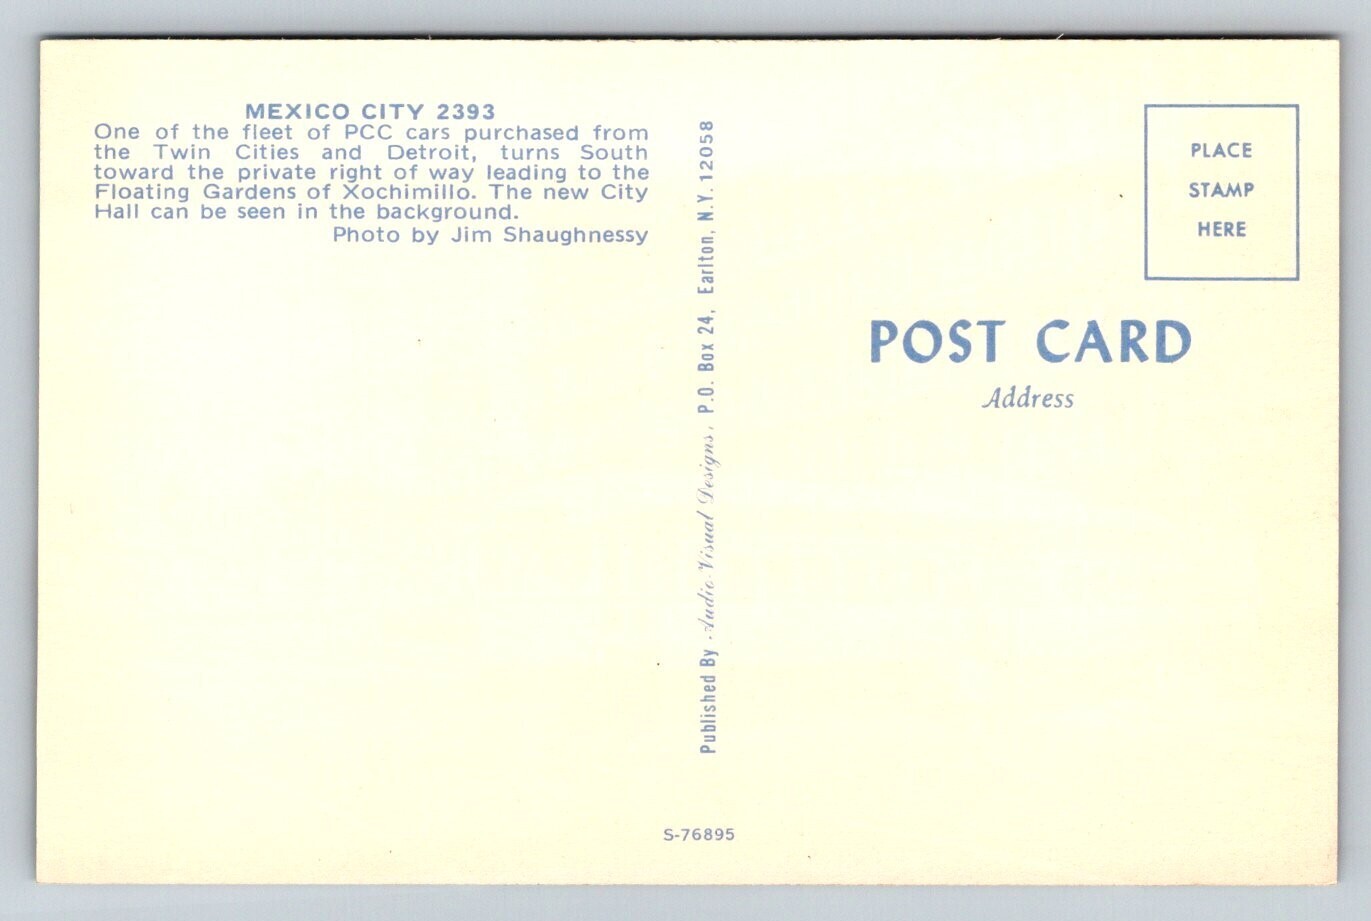 MEXICO CITY 2393
One of the fleet of PCC cars purchased from
the Twin Cities and Detroit, turns South
toward the private right of way leading to the
Floating Gardens of Xochimillo. The new City
Hall can be seen in the background.
Photo by Jim Shaughnessy
Published By Audio-Visual Designs, P.O. Box 24, Earlton, N.Y. 12058
PLACE
STAMP
HERE
POST CARD
Address
S-76895